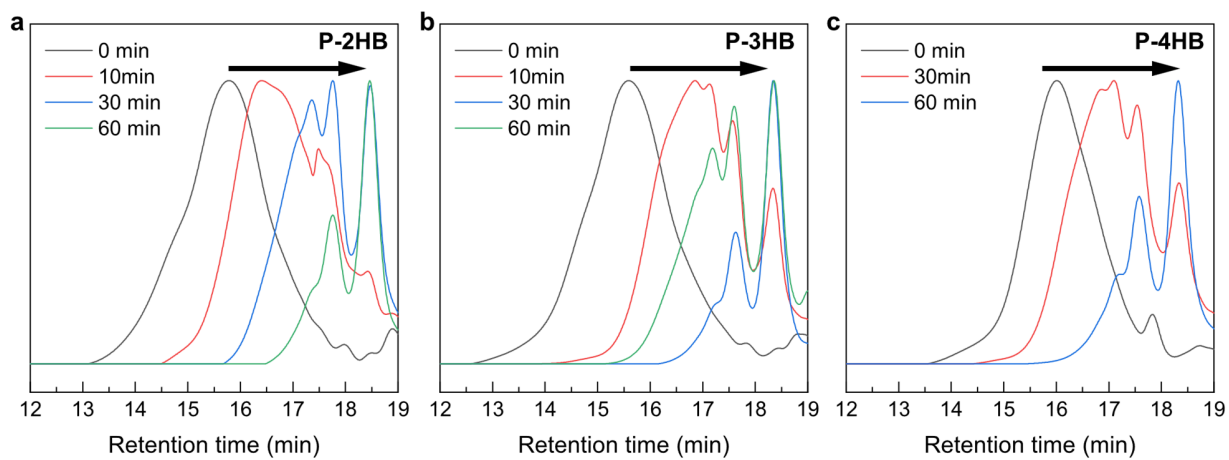 a
P-2HB
0 min
10min
30 min
60 min
12 13 14 15 16 17 18 19
Retention time (min)
b
P-3HB
0 min
10min
30 min
60 min
12 13 14 15 16 17 18 19
Retention time (min)
c
P-4HB
0 min
30min
60 min
12 13 14 15 16 17 18 19
Retention time (min)